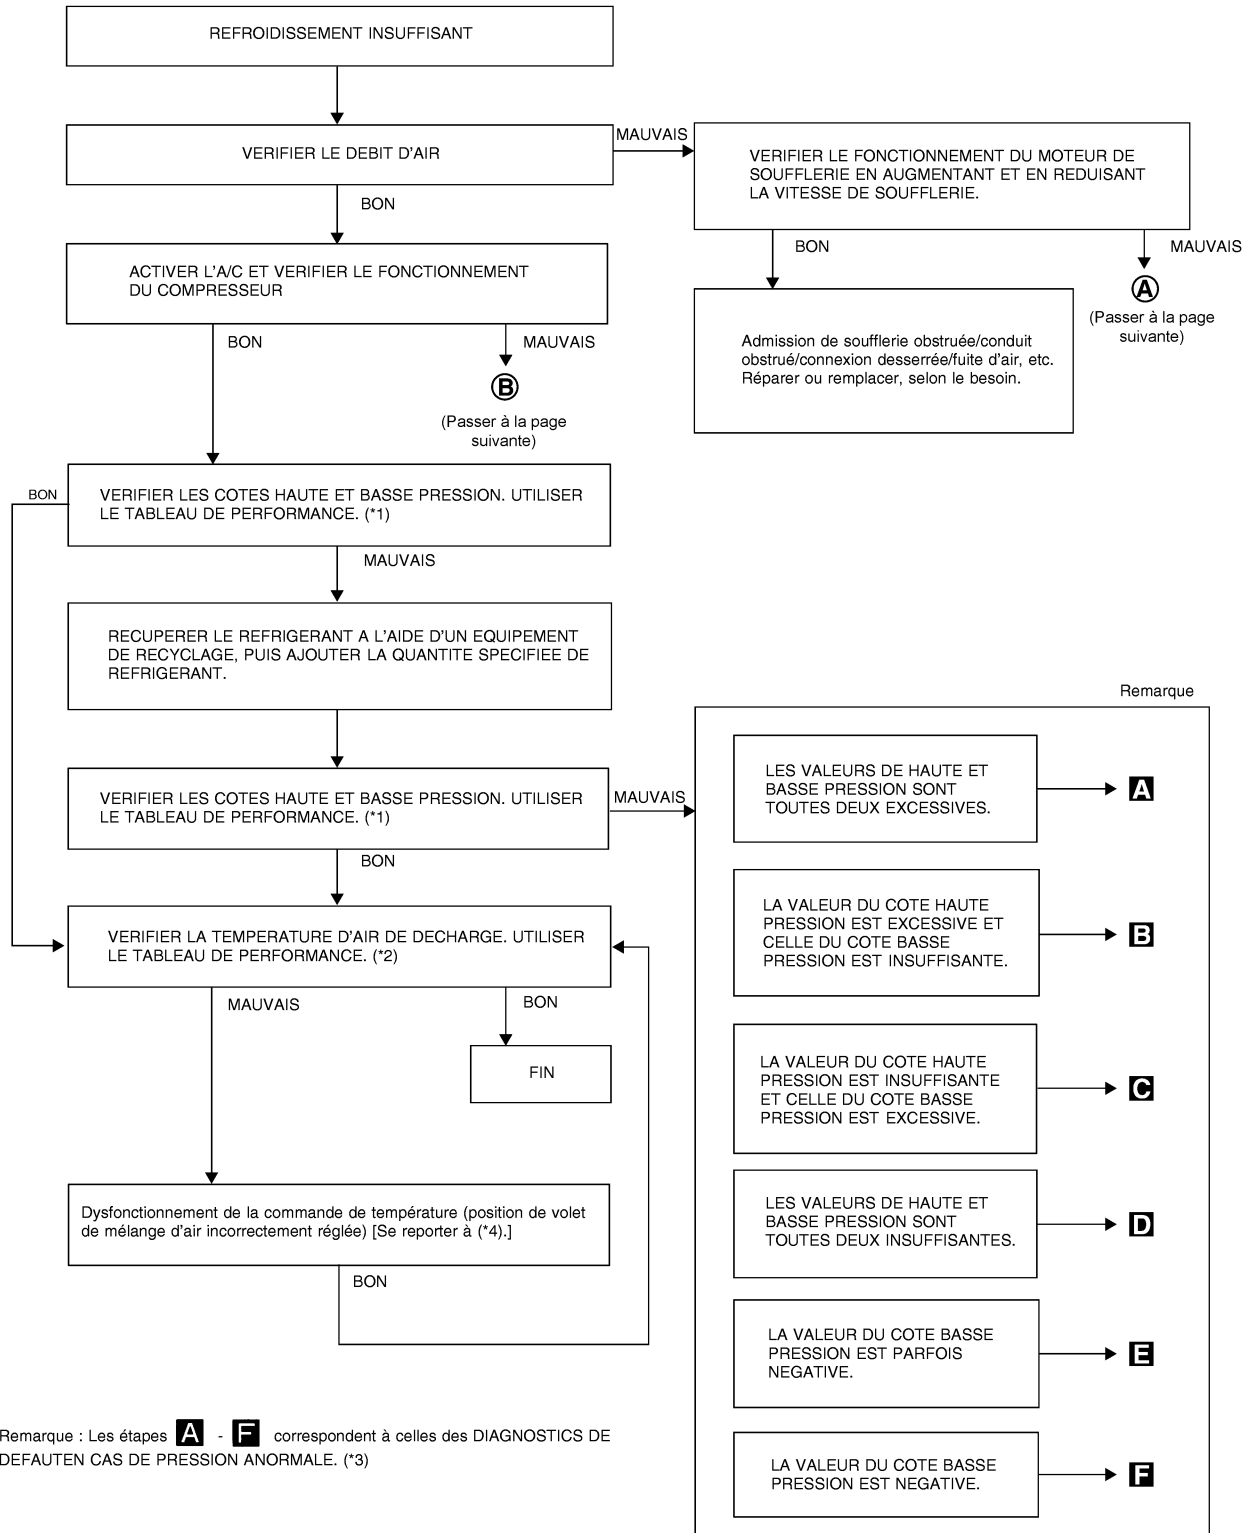 REFROIDISSEMENT INSUFFISANT
VERIFIER LE DEBIT D'AIR
MAUVAIS
VERIFIER LE FONCTIONNEMENT DU MOTEUR DE
SOUFFLERIE EN AUGMENTANT ET EN REDUISANT
LA VITESSE DE SOUFFLERIE.
BON
BON
MAUVAIS
ACTIVER L'A/C ET VERIFIER LE FONCTIONNEMENT
DU COMPRESSEUR
A
(Passer à la page
suivante)
Admission de soufflerie obstruée/conduit
obstrué/connexion desserrée/fuite d'air, etc.
Réparer ou remplacer, selon le besoin.
BON
MAUVAIS
B
(Passer à la page
suivante)
BON
VERIFIER LES COTES HAUTE ET BASSE PRESSION. UTILISER
LE TABLEAU DE PERFORMANCE. (*1)
MAUVAIS
RECUPERER LE REFRIGERANT A L'AIDE D'UN EQUIPEMENT
DE RECYCLAGE, PUIS AJOUTER LA QUANTITE SPECIFIEE DE
REFRIGERANT.
VERIFIER LES COTES HAUTE ET BASSE PRESSION. UTILISER
LE TABLEAU DE PERFORMANCE. (*1)
MAUVAIS
BON
VERIFIER LA TEMPERATURE D'AIR DE DECHARGE. UTILISER
LE TABLEAU DE PERFORMANCE. (*2)
MAUVAIS
BON
FIN
Dysfonctionnement de la commande de température (position de volet
de mélange d'air incorrectement réglée) [Se reporter à (*4).]
BON
Remarque
LES VALEURS DE HAUTE ET
BASSE PRESSION SONT
TOUTES DEUX EXCESSIVES.
A
LA VALEUR DU COTE HAUTE
PRESSION EST EXCESSIVE ET
CELLE DU COTE BASSE
PRESSION EST INSUFFISANTE.
B
LA VALEUR DU COTE HAUTE
PRESSION EST INSUFFISANTE
ET CELLE DU COTE BASSE
PRESSION EST EXCESSIVE.
C
LES VALEURS DE HAUTE ET
BASSE PRESSION SONT
TOUTES DEUX INSUFFISANTES.
D
LA VALEUR DU COTE BASSE
PRESSION EST PARFOIS
NEGATIVE.
E
LA VALEUR DU COTE BASSE
PRESSION EST NEGATIVE.
F
Remarque : Les étapes A - F correspondent à celles des DIAGNOSTICS DE
DEFAUTEN CAS DE PRESSION ANORMALE. (*3)